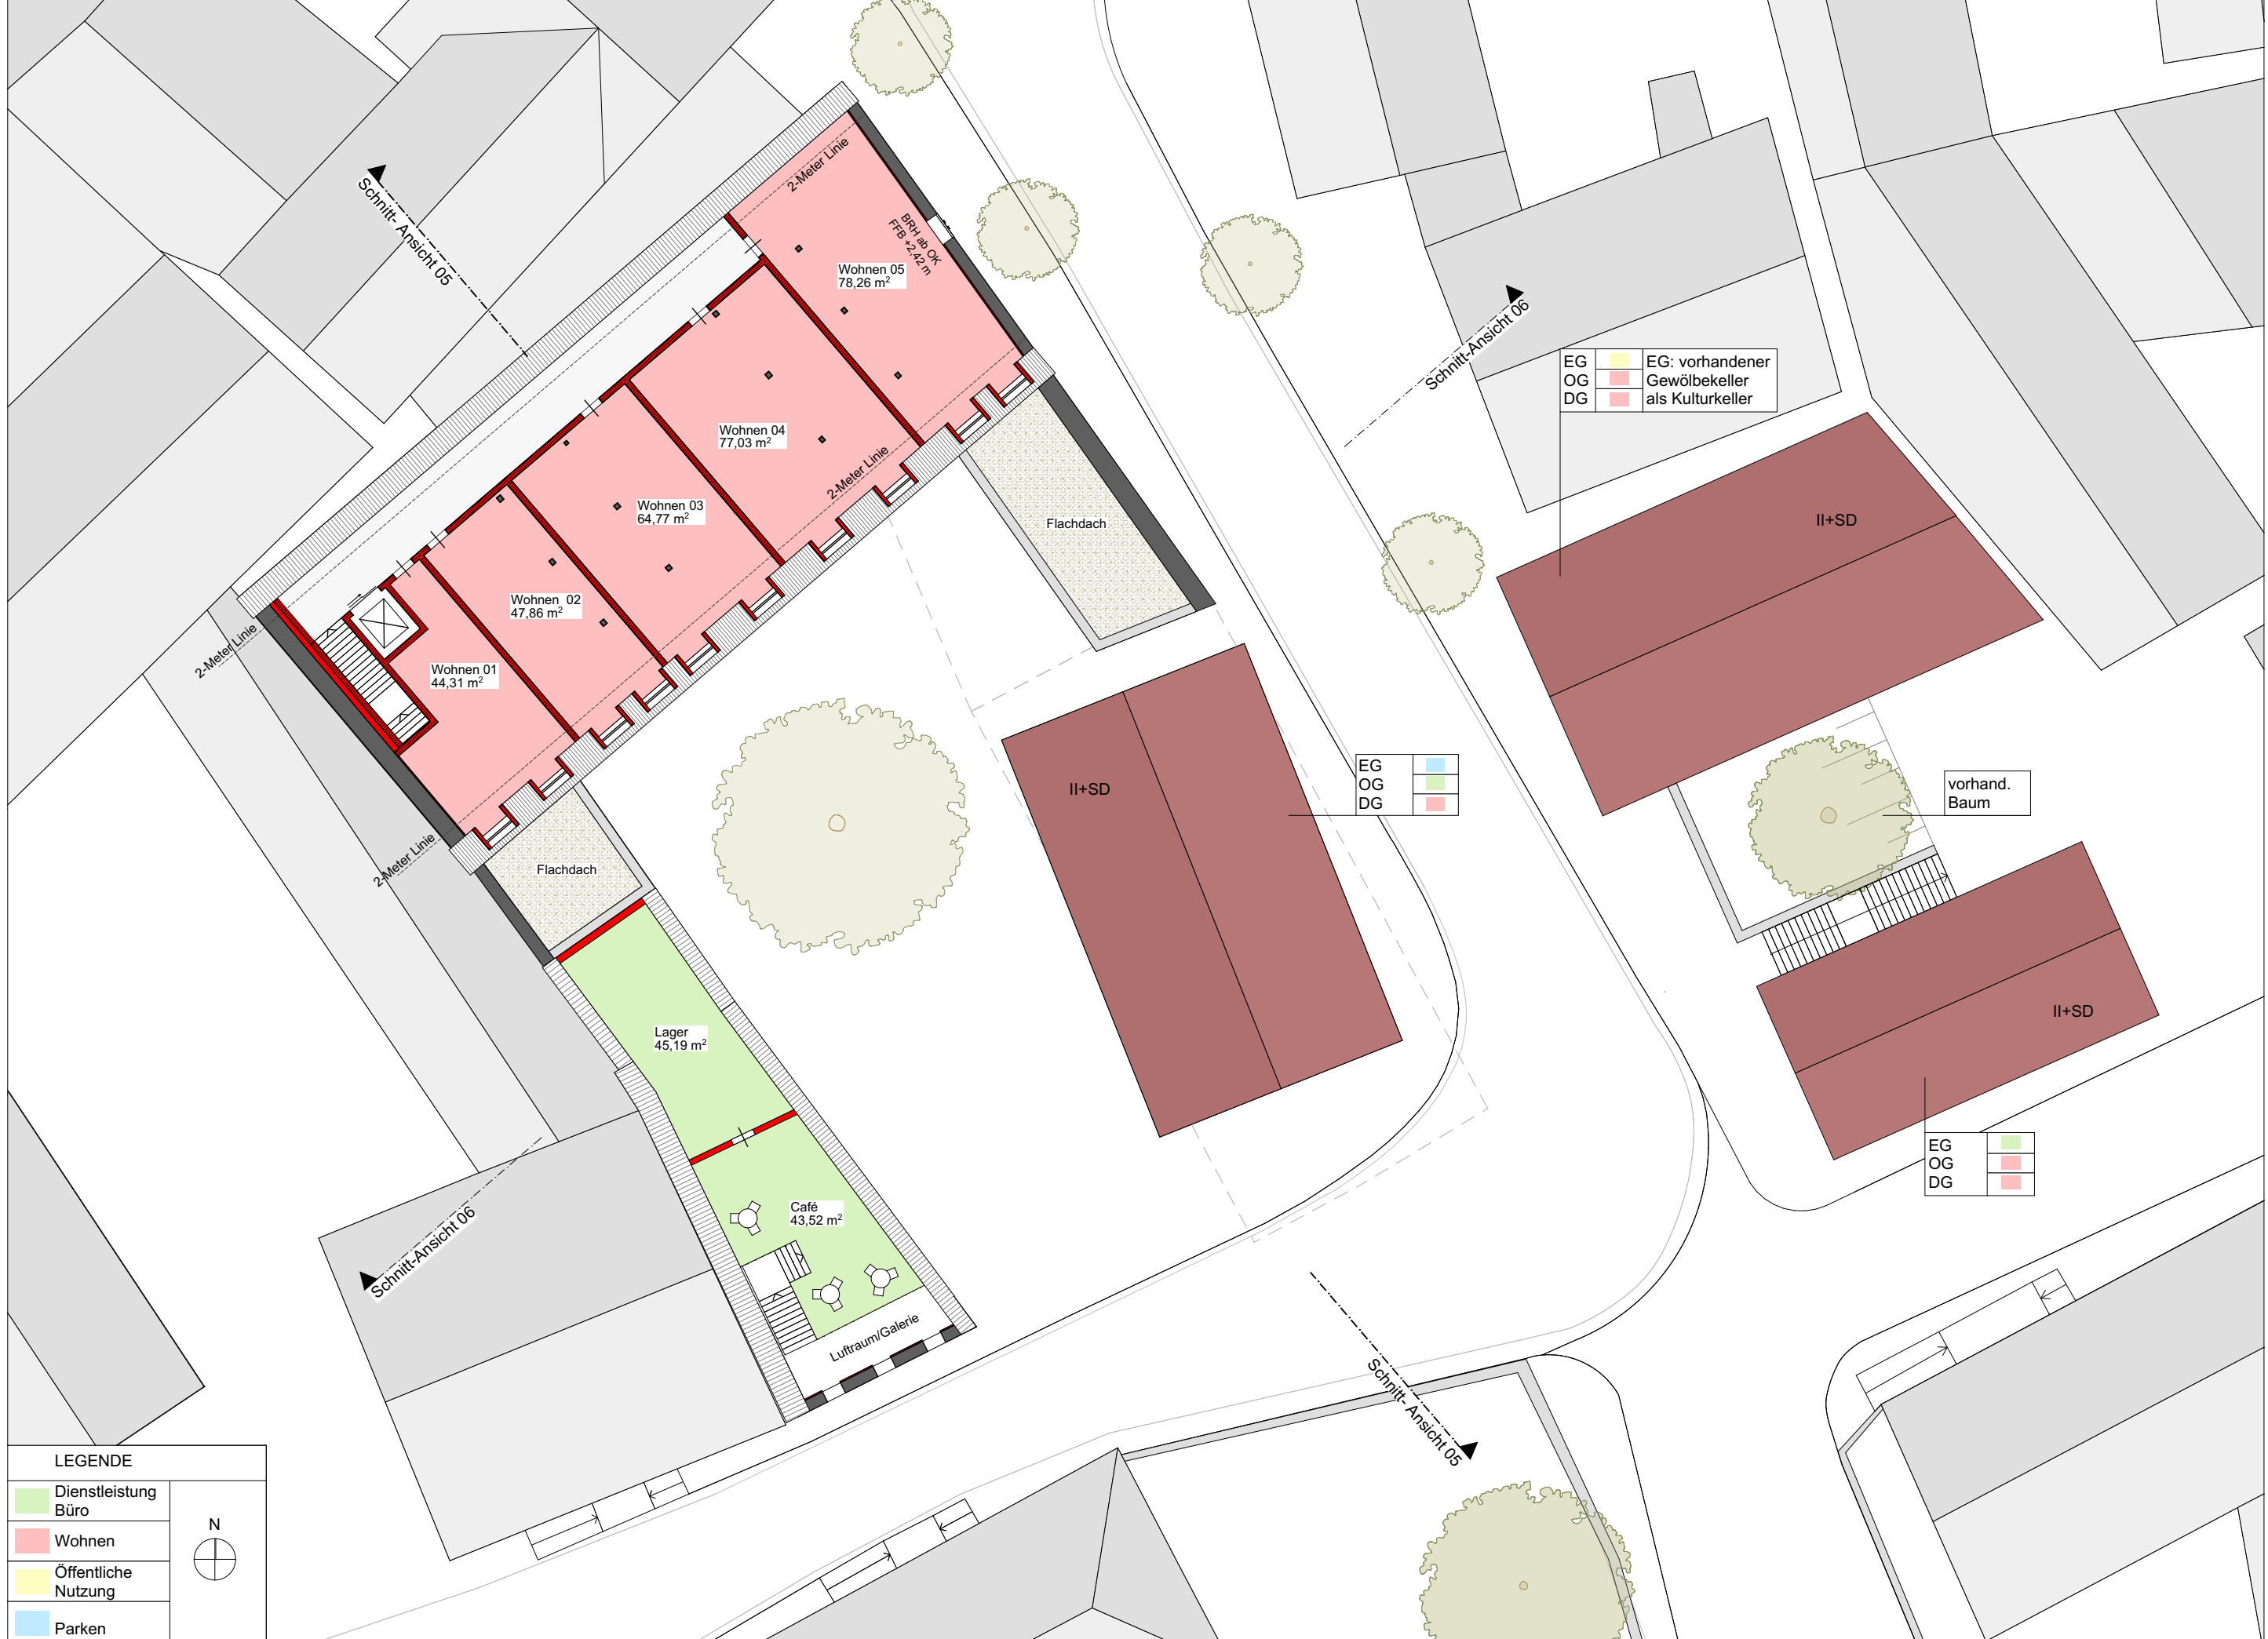 Schnitt- Ansicht 05
2-Meter Linie
BRH ab OK
FFB +2,42 m
Wohnen 05
78,26 m²
Schnitt-Ansicht 06
EG
OG
DG
EG: vorhandener
Gewölbekeller
als Kulturkeller
Wohnen 04
77,03 m²
2-Meter Linie
Wohnen 03
64,77 m²
Flachdach
II+SD
Wohnen 02
47,86 m²
2-Meter Linie
Wohnen 01
44,31 m²
II+SD
EG
OG
DG
vorhand.
Baum
2-Meter Linie
Flachdach
II+SD
Lager
45,19 m²
EG
OG
DG
Café
43,52 m²
Schnitt-Ansicht 06
Luftraum/Galerie
Schnitt- Ansicht 05
LEGENDE
Dienstleistung
Büro
Wohnen
Öffentliche
Nutzung
Parken
N